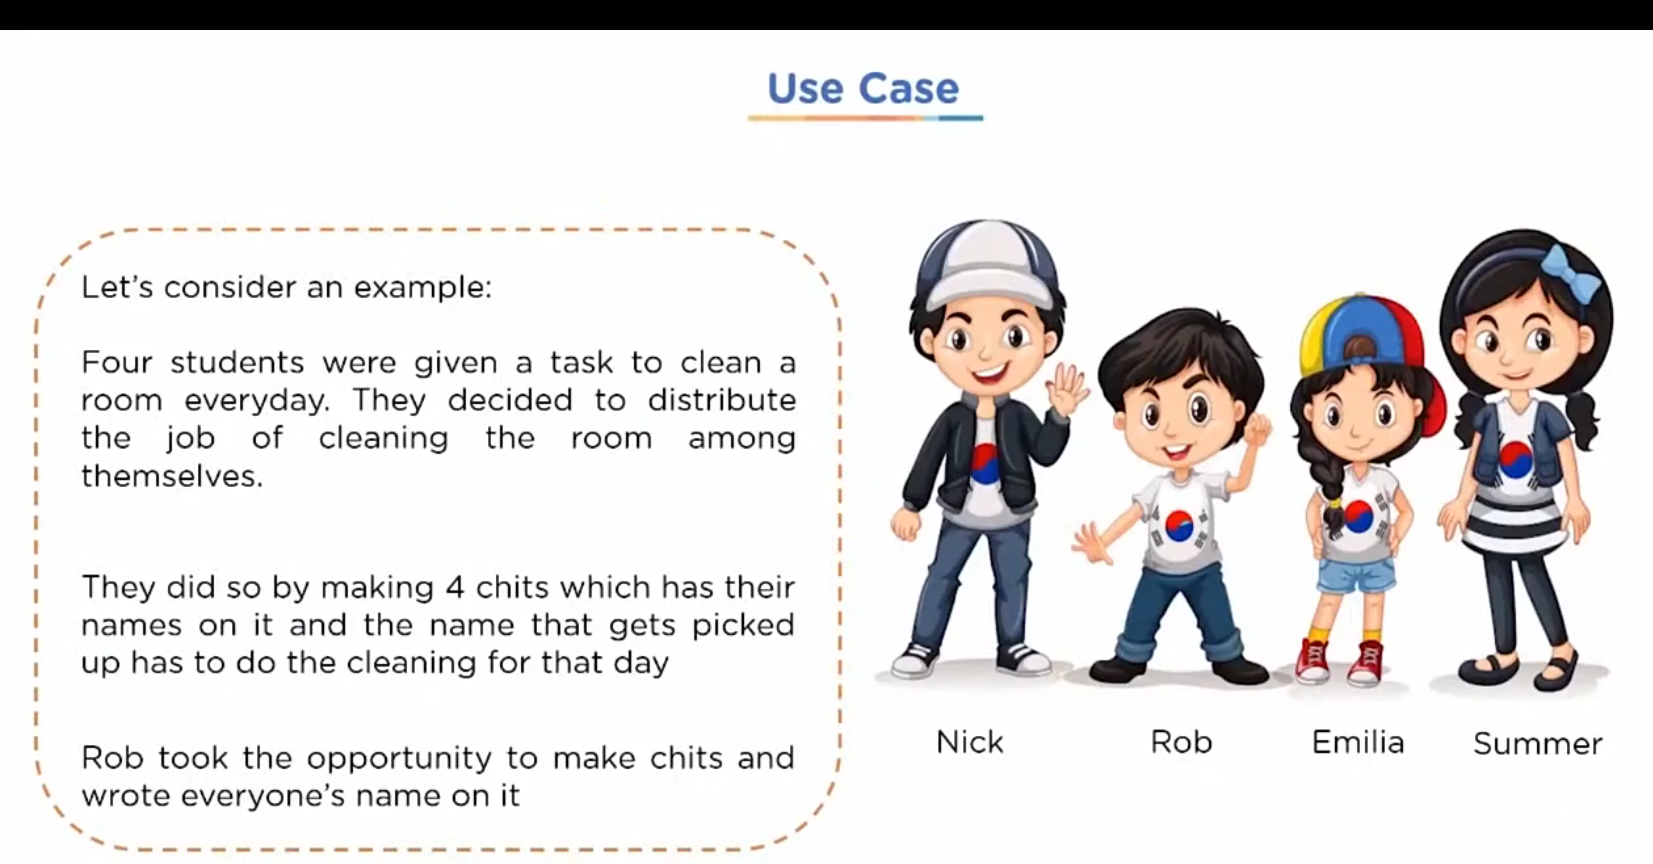 Use Case
Let's consider an example:
Four students were given a task to clean a
room everyday. They decided to distribute
the job of cleaning the room among
themselves.
They did so by making 4 chits which has their
names on it and the name that gets picked
up has to do the cleaning for that day
Rob took the opportunity to make chits and
wrote everyone's name on it
Nick
Rob
Emilia
Summer